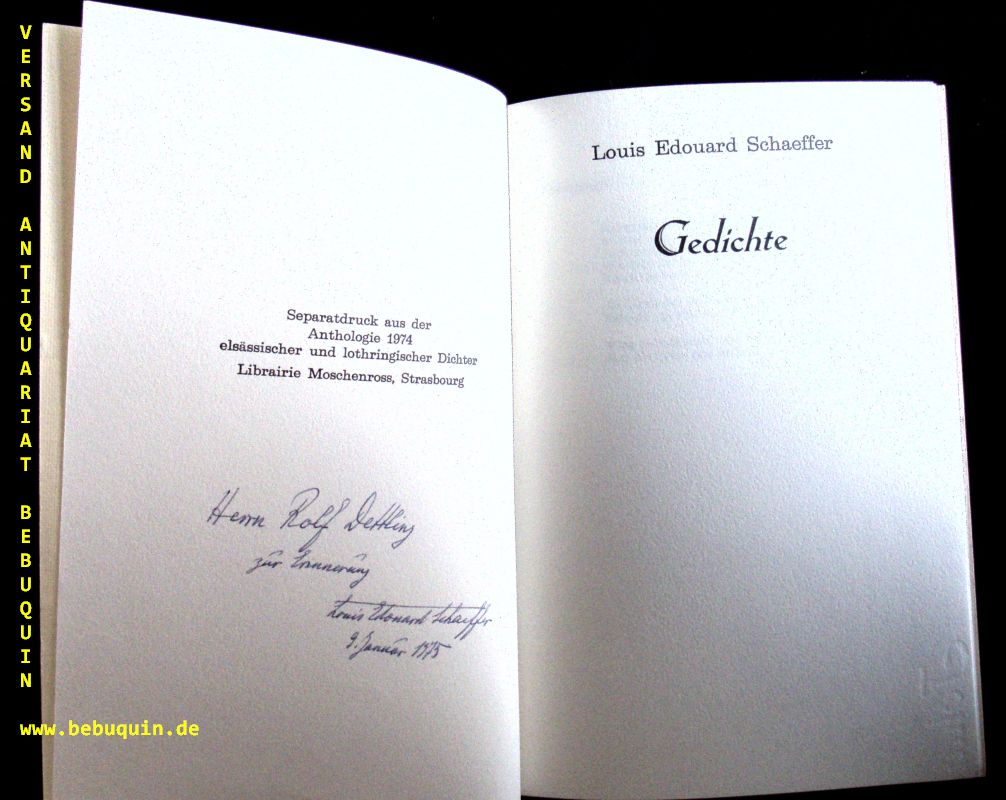 VERSAND ANTIQUARIAT BEBUQUIN
www.bebuquin.de
Separatdruck aus der
Anthologie 1974
elsässischer und lothringischer Dichter
Librairie Moschenross, Strasbourg
Herrn Rolf Dettling
zur Erinnerung
Louis Edouard Schaeffer
9. Januar 1975
Louis Edouard Schaeffer
Gedichte